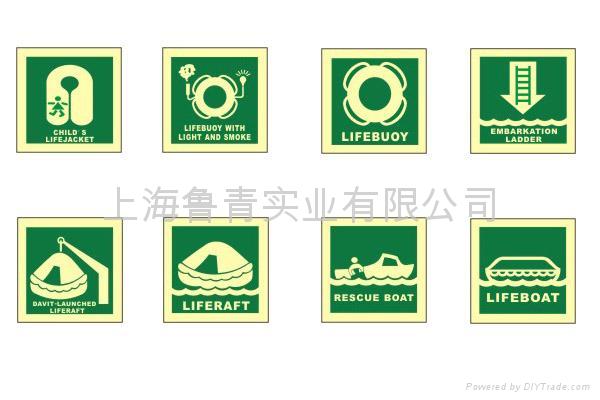 CHILD'S
LIFEJACKET
LIFEBUOY WITH
LIGHT AND SMOKE
LIFEBUOY
EMBARKATION
LADDER
上海鲁青实业有限公司
DAVIT-LAUNCHED
LIFERAFT
LIFERAFT
RESCUE BOAT
LIFEBOAT
Powered by DIYTrade.com